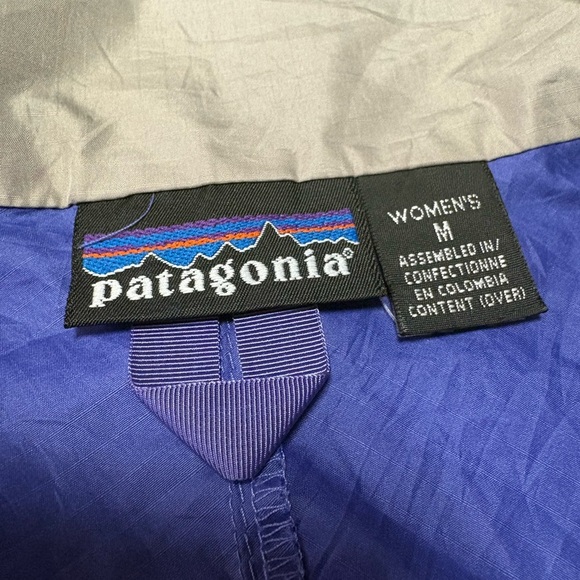 patagonia®
WOMEN'S
M
ASSEMBLED IN/
CONFECTIONNE
EN COLOMBIA
CONTENT (OVER)